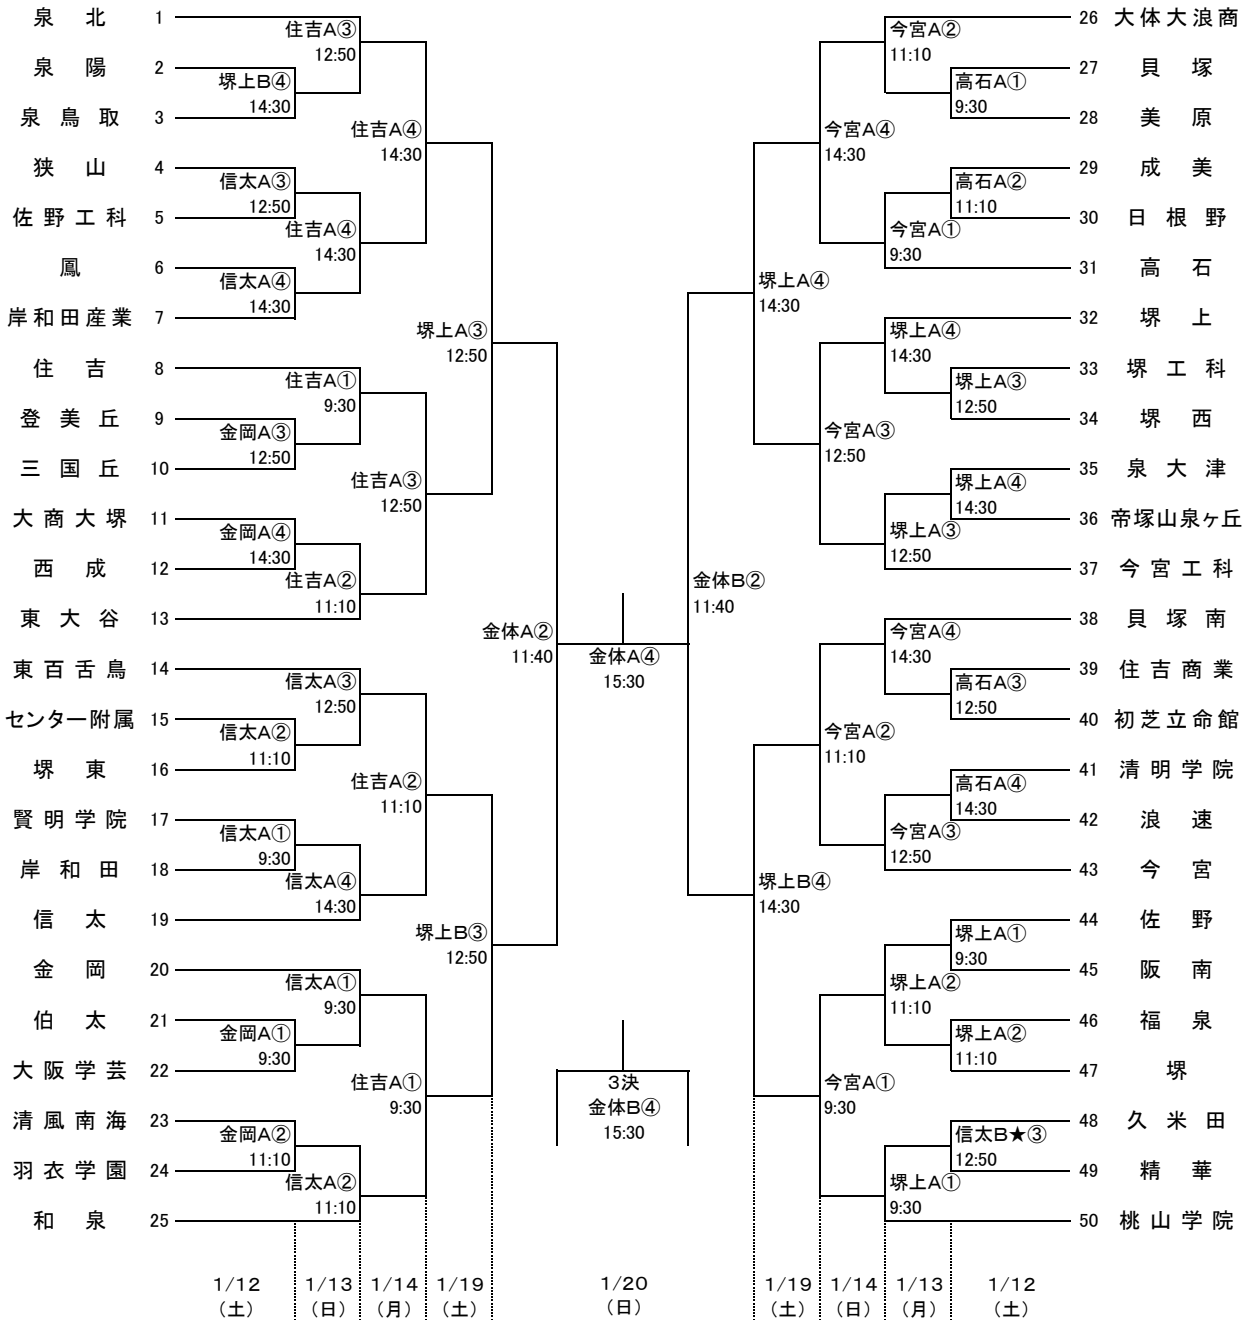 泉北 1
泉陽 2
泉鳥取 3
狭山 4
佐野工科 5
鳳 6
岸和田産業 7
住吉 8
登美丘 9
三国丘 10
大商大堺 11
西成 12
東大谷 13
東百舌鳥 14
センター附属 15
堺東 16
賢明学院 17
岸和田 18
信太 19
金岡 20
伯太 21
大阪学芸 22
清風南海 23
羽衣学園 24
和泉 25
堺上B④
14:30
信太A③
12:50
信太A④
14:30
金岡A③
12:50
金岡A④
14:30
信太A②
11:10
信太A①
9:30
金岡A①
9:30
金岡A②
11:10
住吉A③
12:50
住吉A④
14:30
住吉A①
9:30
住吉A②
11:10
信太A③
12:50
信太A④
14:30
信太A①
9:30
信太A②
11:10
住吉A④
14:30
住吉A③
12:50
住吉A②
11:10
住吉A①
9:30
堺上A③
12:50
堺上B③
12:50
金体A②
11:40
金体A④
15:30
3決
金体B④
15:30
金体B②
11:40
堺上A④
14:30
堺上B④
14:30
今宮A④
14:30
今宮A③
12:50
今宮A②
11:10
今宮A①
9:30
今宮A②
11:10
今宮A①
9:30
堺上A④
14:30
堺上A③
12:50
今宮A④
14:30
今宮A③
12:50
堺上A②
11:10
堺上A①
9:30
高石A①
9:30
高石A②
11:10
堺上A③
12:50
堺上A④
14:30
高石A③
12:50
高石A④
14:30
堺上A①
9:30
堺上A②
11:10
信太B★③
12:50
26 大体大浪商
27 貝塚
28 美原
29 成美
30 日根野
31 高石
32 堺上
33 堺工科
34 堺西
35 泉大津
36 帝塚山泉ヶ丘
37 今宮工科
38 貝塚南
39 住吉商業
40 初芝立命館
41 清明学院
42 浪速
43 今宮
44 佐野
45 阪南
46 福泉
47 堺
48 久米田
49 精華
50 桃山学院
1/12 1/13 1/14 1/19 1/20 1/19 1/14 1/13 1/12
（土） （日） （月） （土） （日） （土） （日） （月） （土）